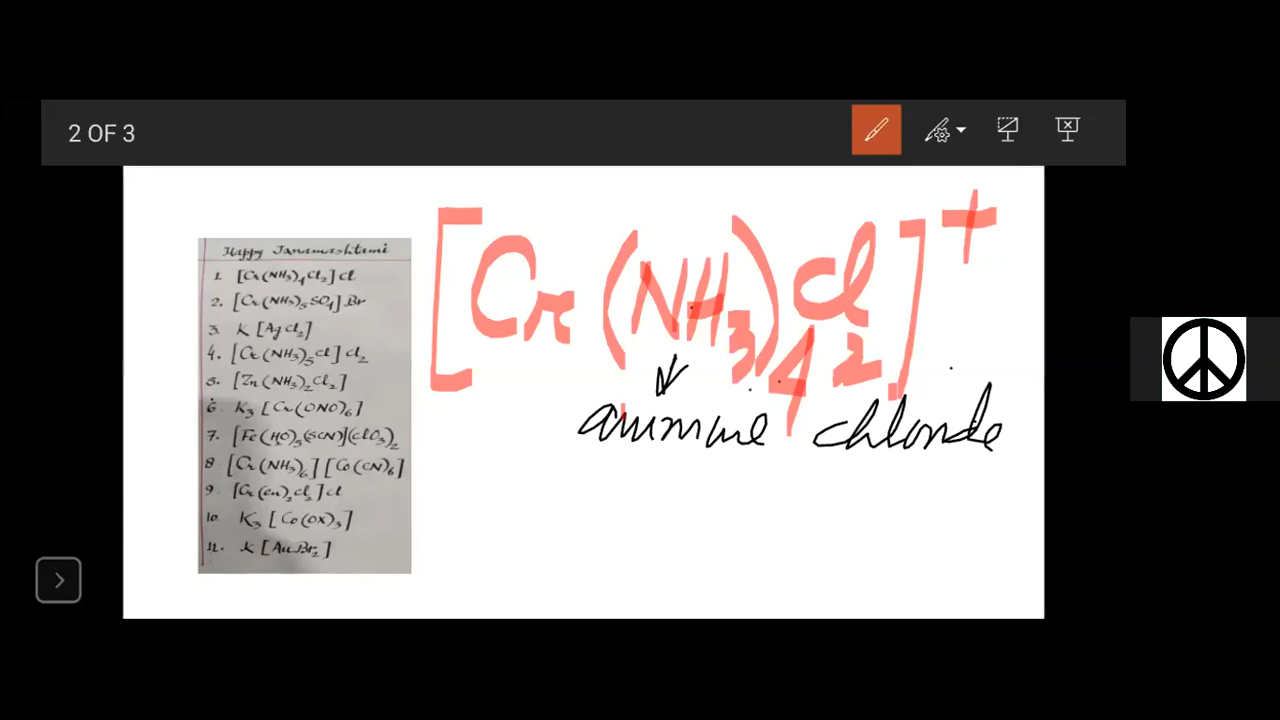 2 OF 3
Happy Janamashtami
1. [Cr(NH3)4Cl2]Cl
2. [Cr(NH3)5SO4]Br
3. K[AgCl2]
4. [Cr(NH3)5Cl]Cl2
5. [Zn(NH3)2Cl2]
6. K3[Cr(ONO)6]
7. [Fe(HO)5(SCN)](ClO3)2
8 [Cr(NH3)6][Co(CN)6]
9. [Cr(en)2Cl2]Cl
10. K3[Co(OX)3]
11. K[AuBr2]
[Cr(NH3)4Cl2]+
ammine chloride